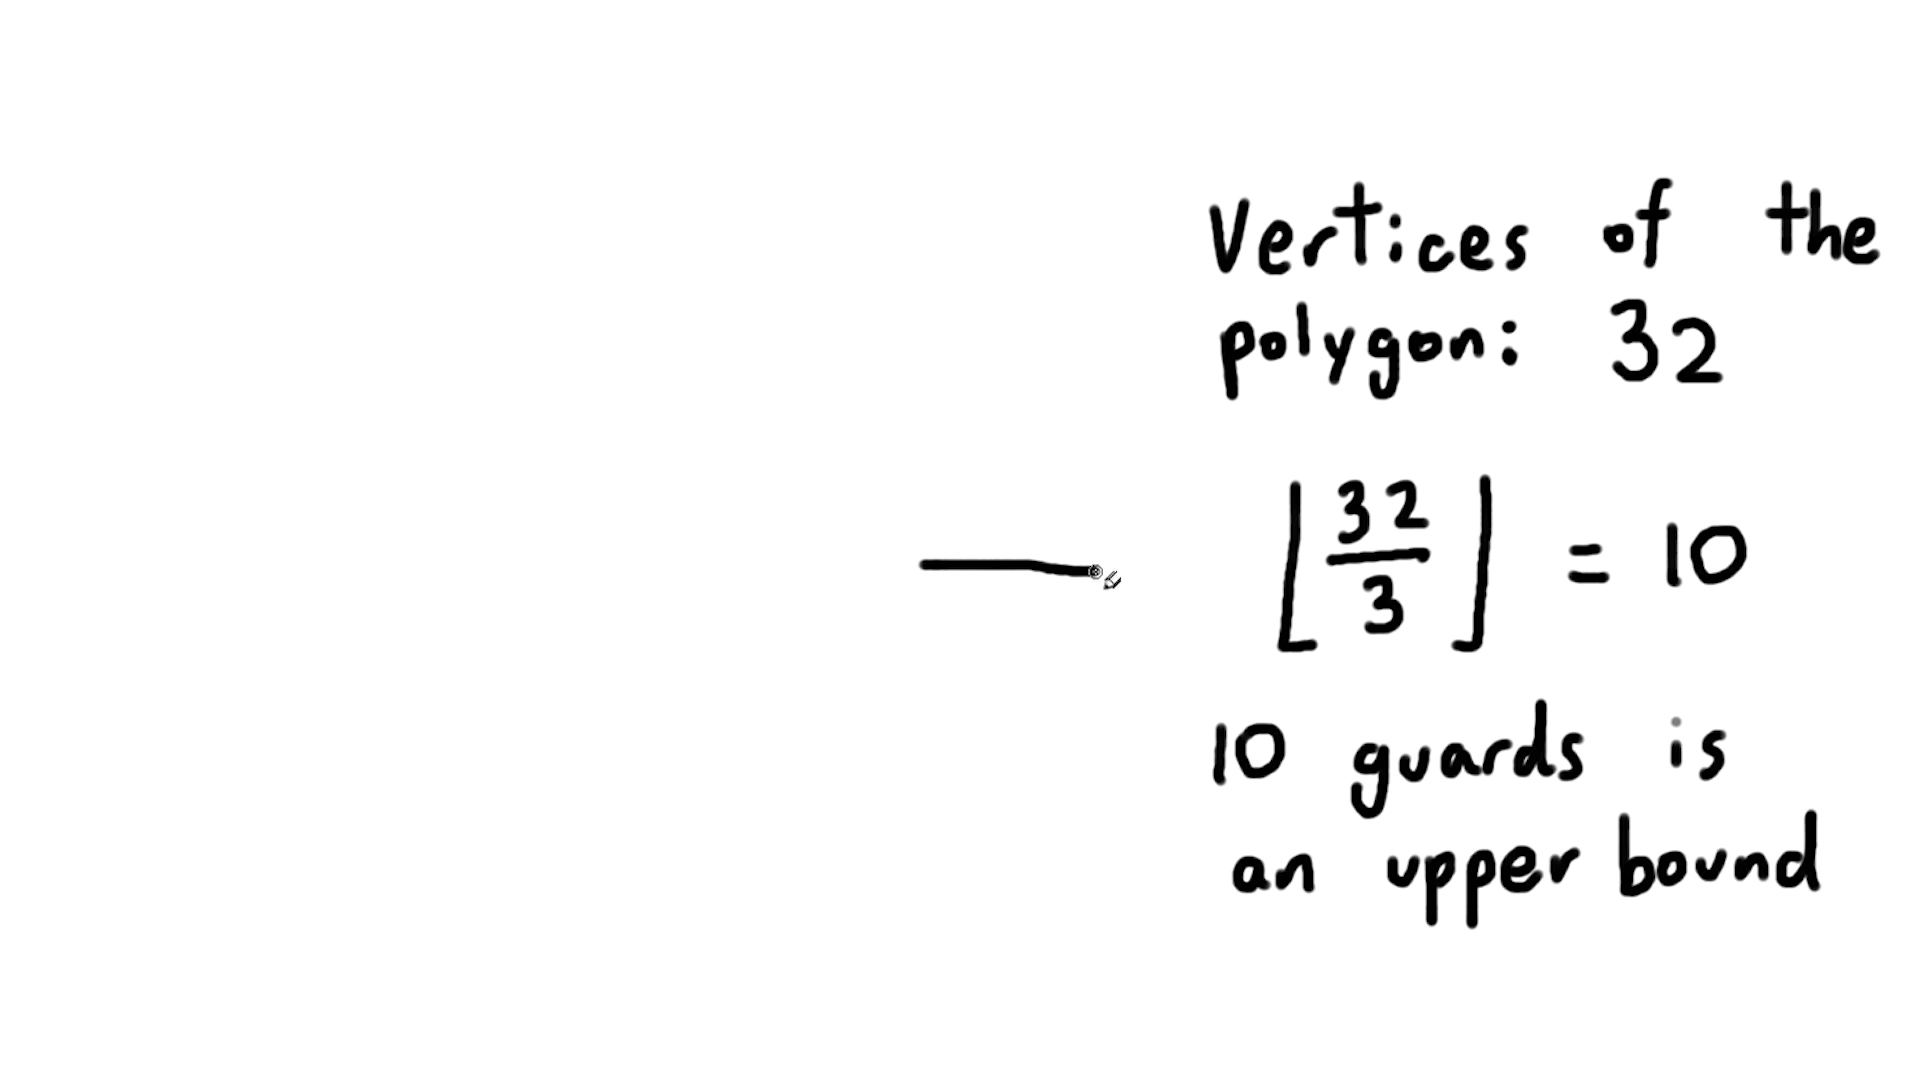 Vertices of the
polygon: 32
⌊32/3⌋ = 10
10 guards is
an upper bound